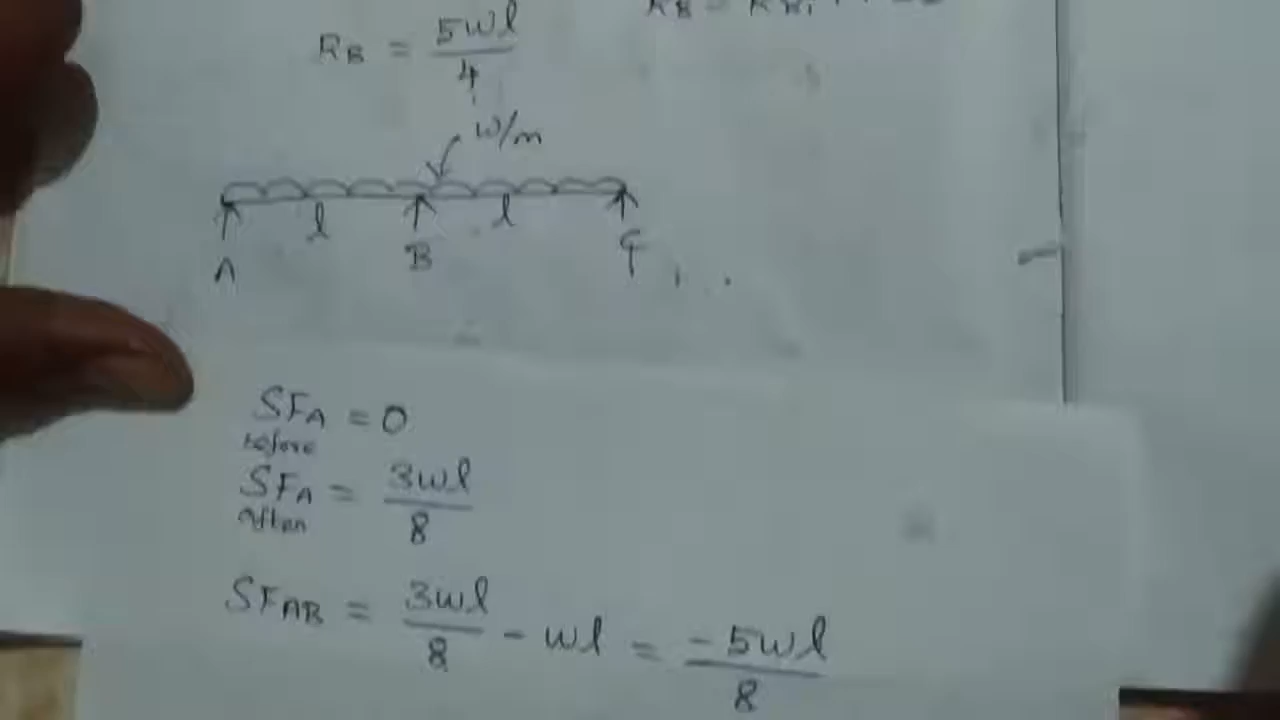 RB = 5wl/4
w/m
l l
A B C
SFA = 0
before
SFA = 3wl/8
after
SFAB = 3wl/8 - wl = -5wl/8